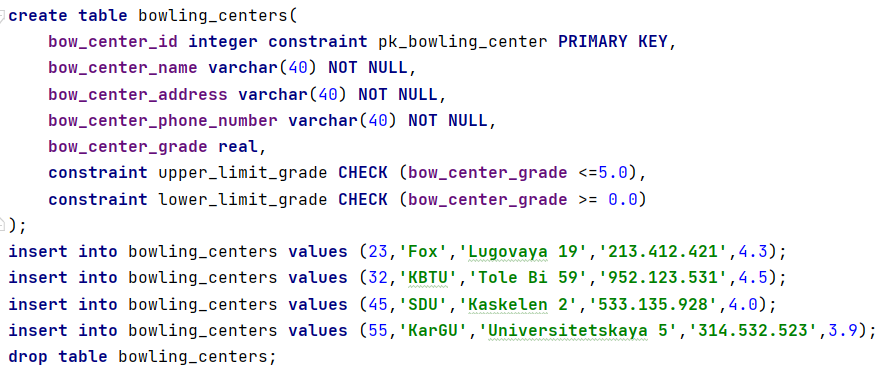 create table bowling_centers(
    bow_center_id integer constraint pk_bowling_center PRIMARY KEY,
    bow_center_name varchar(40) NOT NULL,
    bow_center_address varchar(40) NOT NULL,
    bow_center_phone_number varchar(40) NOT NULL,
    bow_center_grade real,
    constraint upper_limit_grade CHECK (bow_center_grade <=5.0),
    constraint lower_limit_grade CHECK (bow_center_grade >= 0.0)
);
insert into bowling_centers values (23,'Fox','Lugovaya 19','213.412.421',4.3);
insert into bowling_centers values (32,'KBTU','Tole Bi 59','952.123.531',4.5);
insert into bowling_centers values (45,'SDU','Kaskelen 2','533.135.928',4.0);
insert into bowling_centers values (55,'KarGU','Universitetskaya 5','314.532.523',3.9);
drop table bowling_centers;